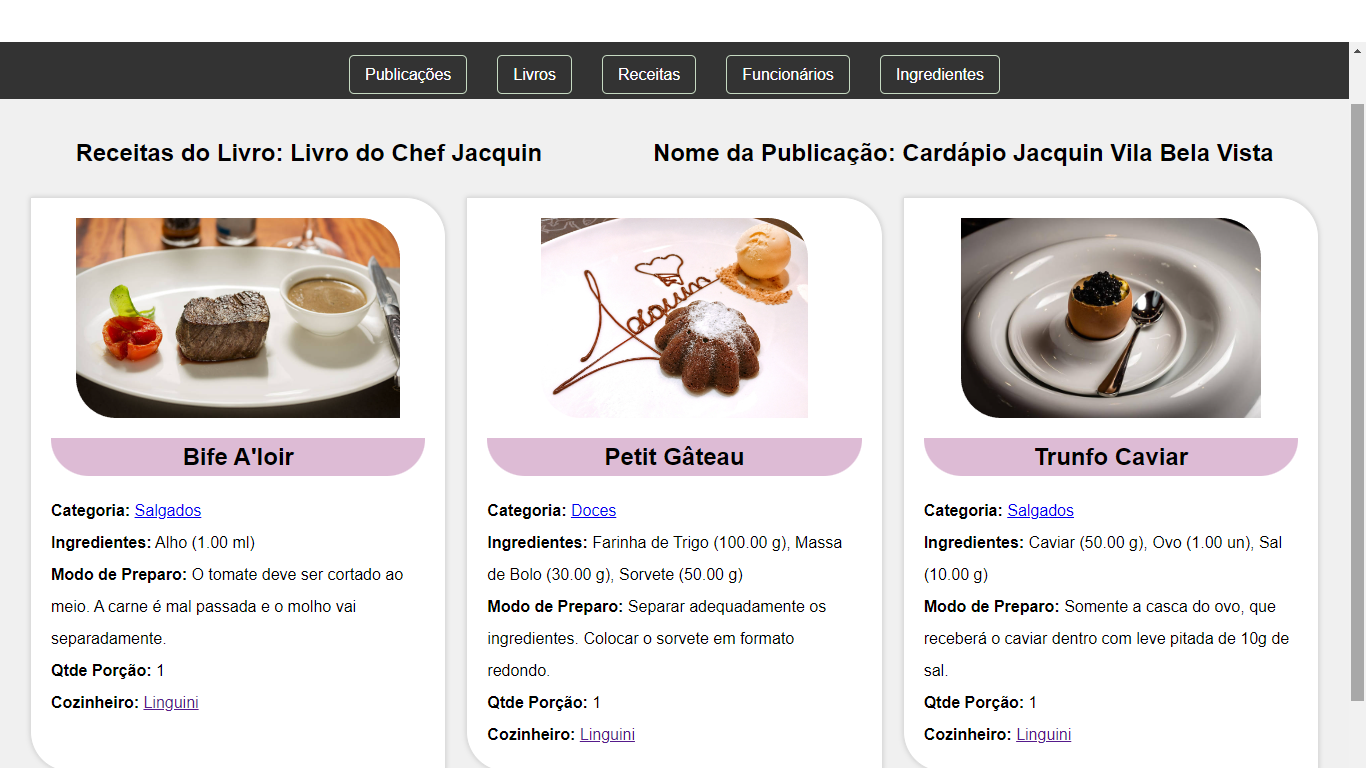 Publicações Livros Receitas Funcionários Ingredientes
Receitas do Livro: Livro do Chef Jacquin
Nome da Publicação: Cardápio Jacquin Vila Bela Vista
Jacquin
Bife A'loir
Categoria: Salgados
Ingredientes: Alho (1.00 ml)
Modo de Preparo: O tomate deve ser cortado ao
meio. A carne é mal passada e o molho vai
separadamente.
Qtde Porção: 1
Cozinheiro: Linguini
Petit Gâteau
Categoria: Doces
Ingredientes: Farinha de Trigo (100.00 g), Massa
de Bolo (30.00 g), Sorvete (50.00 g)
Modo de Preparo: Separar adequadamente os
ingredientes. Colocar o sorvete em formato
redondo.
Qtde Porção: 1
Cozinheiro: Linguini
Trunfo Caviar
Categoria: Salgados
Ingredientes: Caviar (50.00 g), Ovo (1.00 un), Sal
(10.00 g)
Modo de Preparo: Somente a casca do ovo, que
receberá o caviar dentro com leve pitada de 10g de
sal.
Qtde Porção: 1
Cozinheiro: Linguini